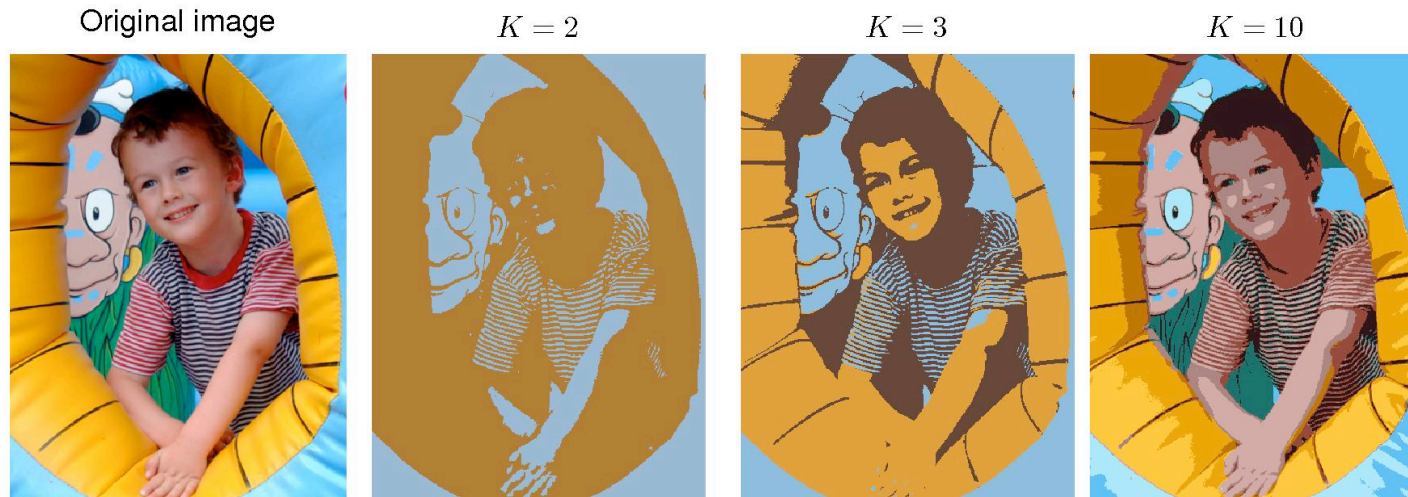 Original image
K = 2
K = 3
K = 10